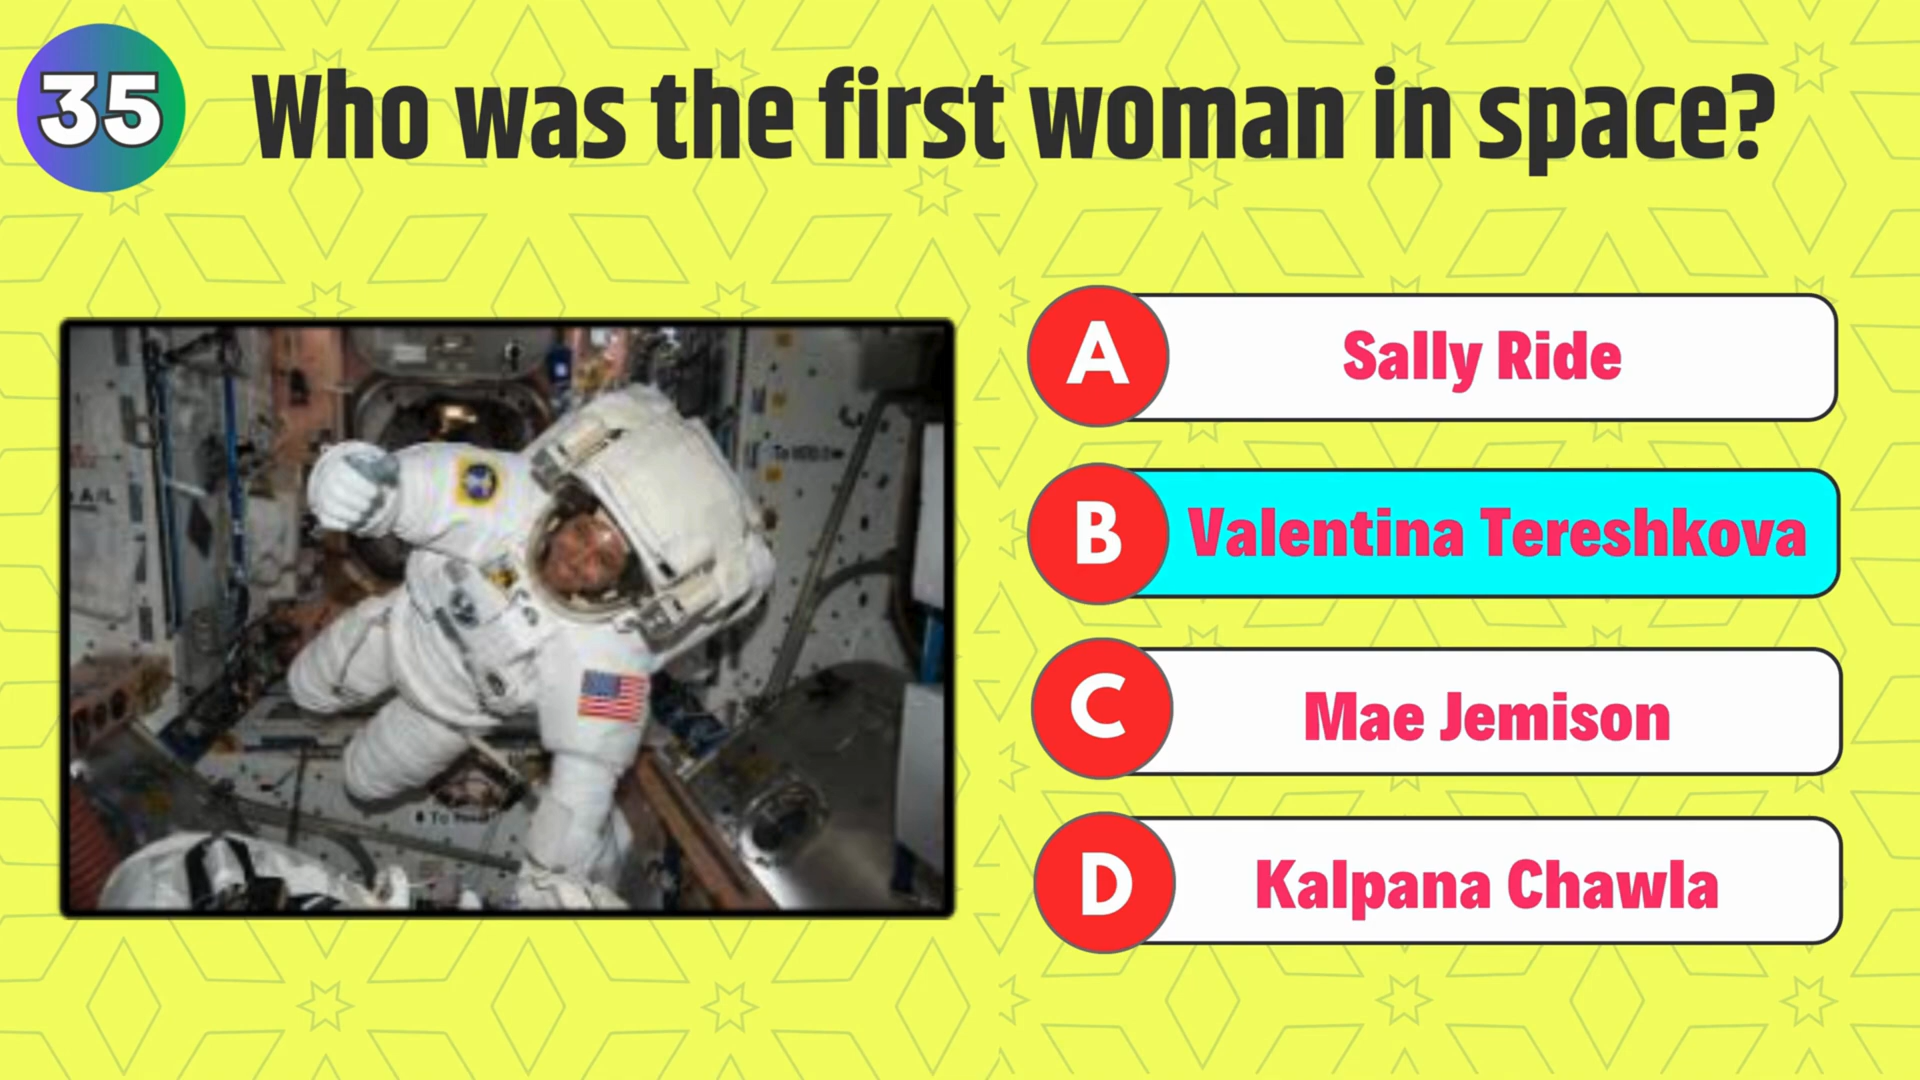 35
Who was the first woman in space?
A
Sally Ride
B
Valentina Tereshkova
C
Mae Jemison
D
Kalpana Chawla
A/L